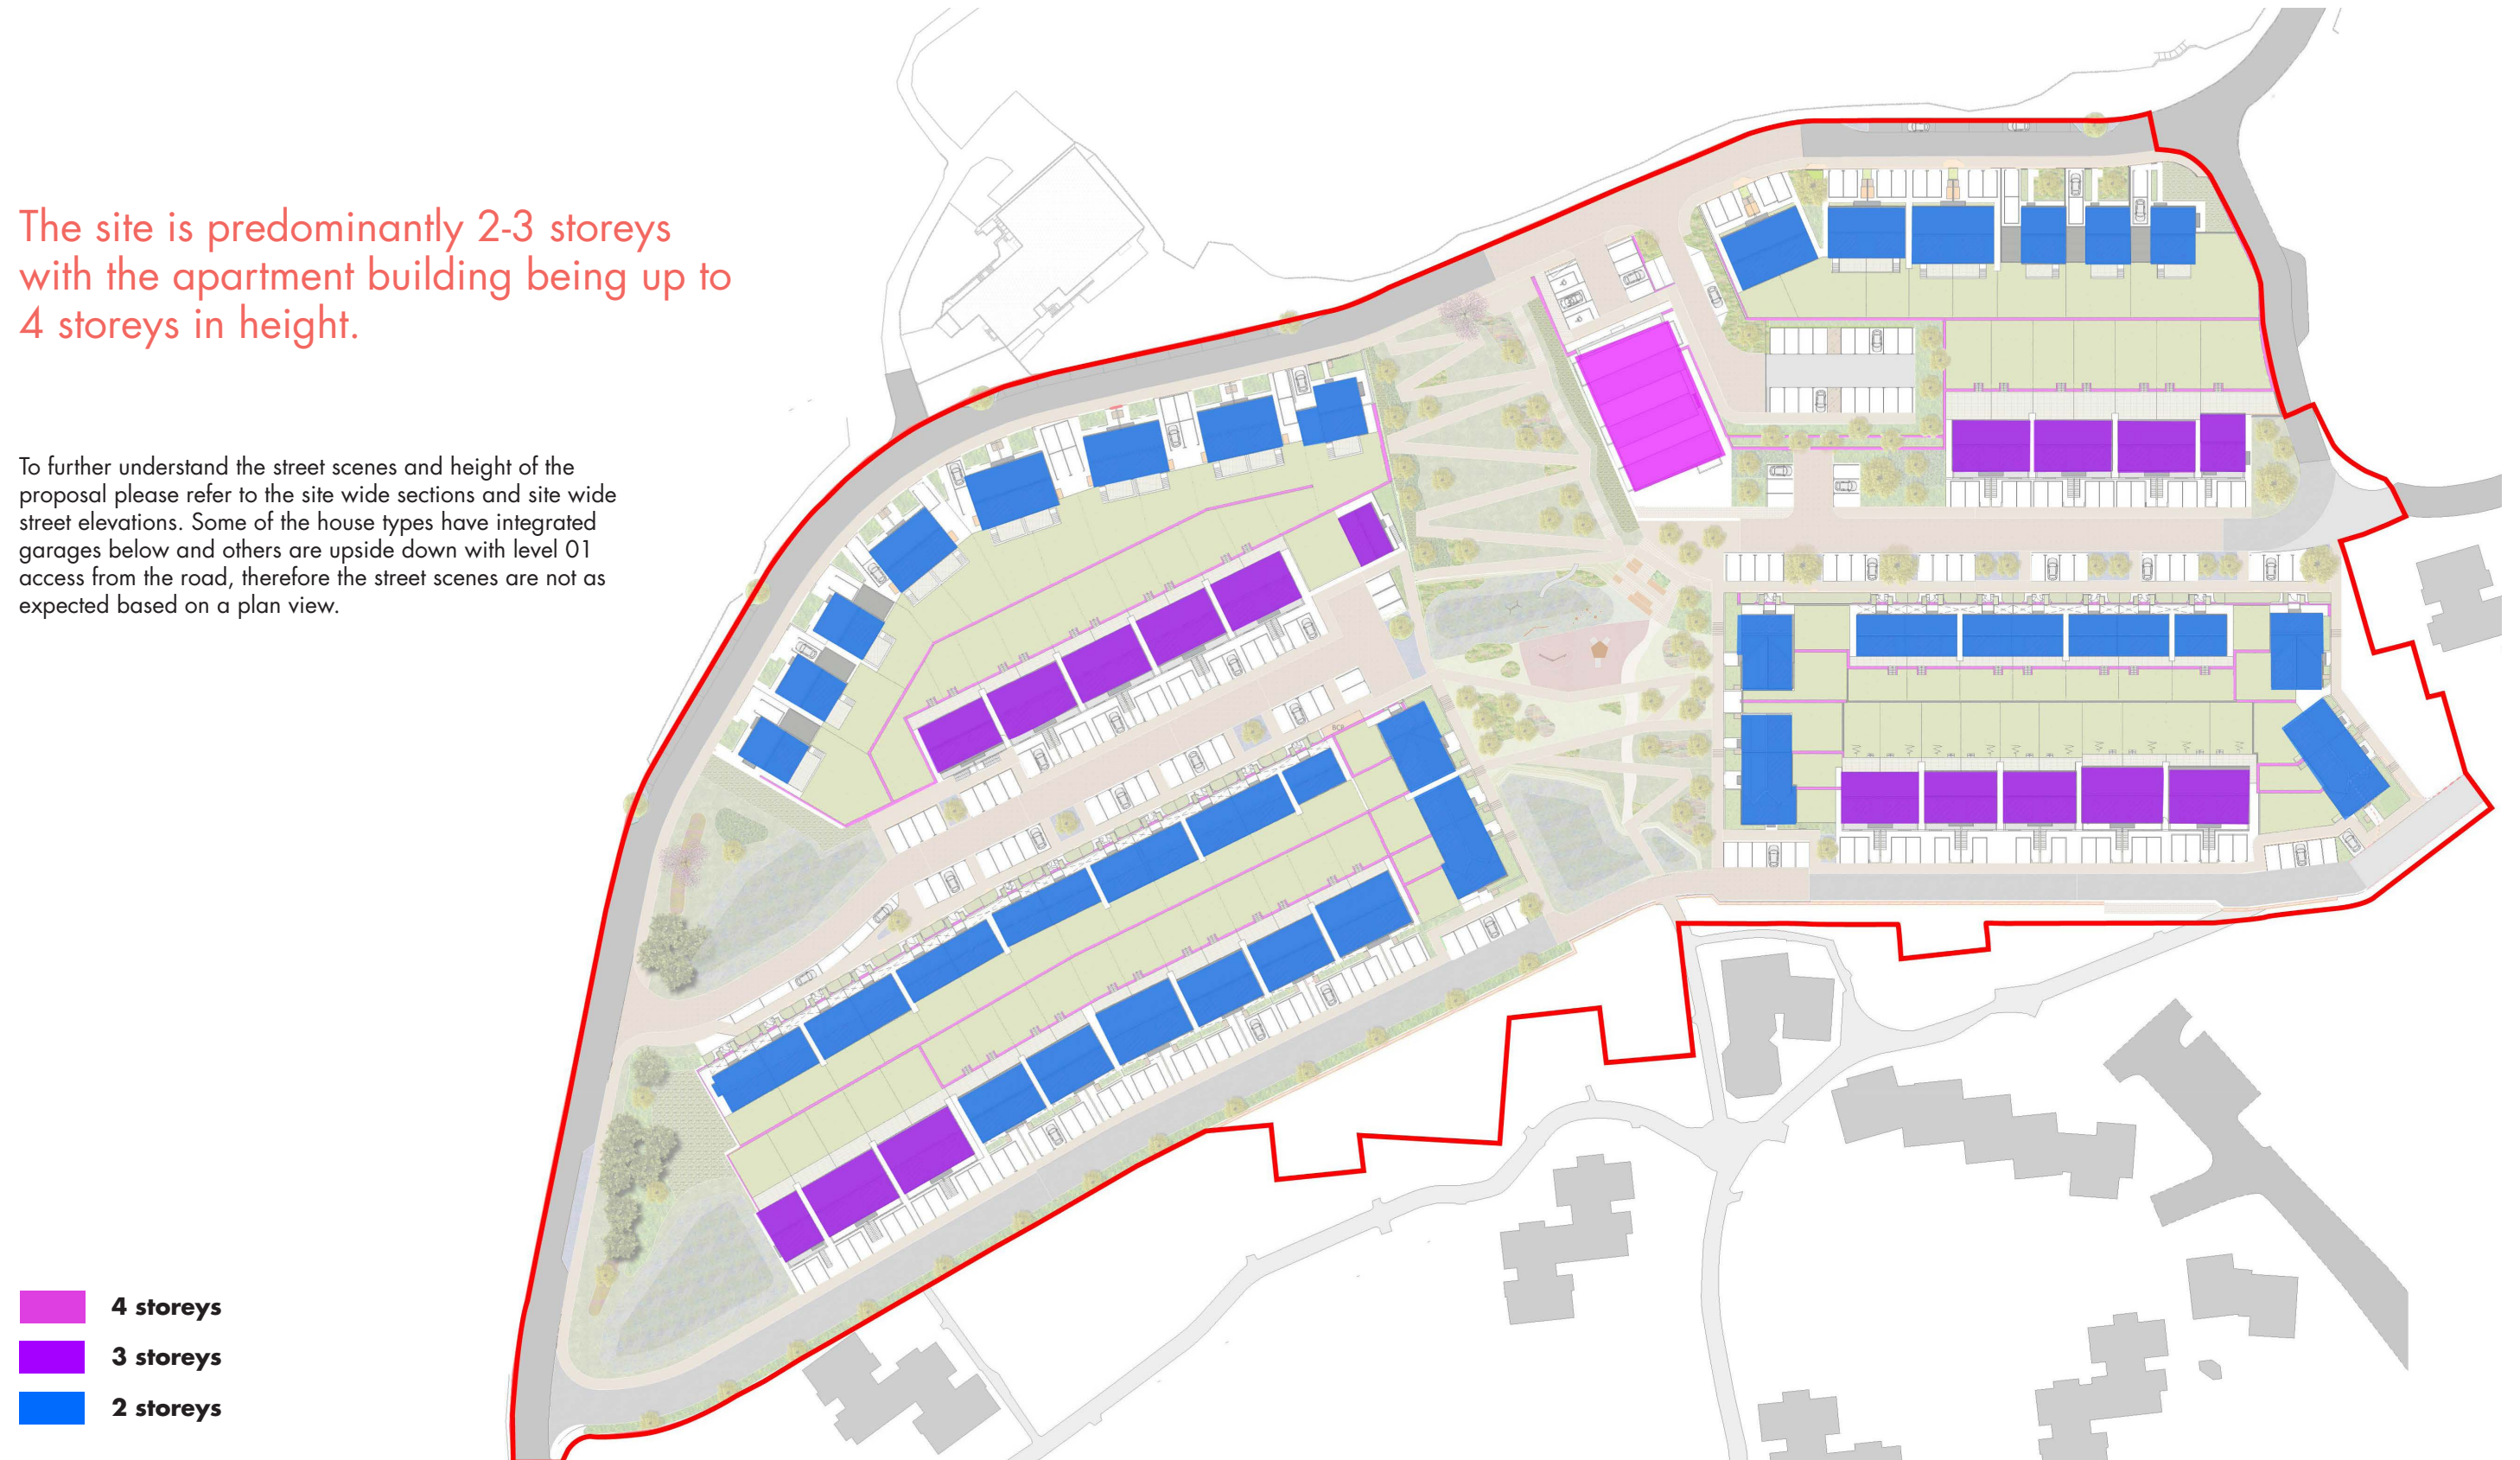 The site is predominantly 2-3 storeys
with the apartment building being up to
4 storeys in height.
To further understand the street scenes and height of the
proposal please refer to the site wide sections and site wide
street elevations. Some of the house types have integrated
garages below and others are upside down with level 01
access from the road, therefore the street scenes are not as
expected based on a plan view.
BCP
4 storeys
3 storeys
2 storeys